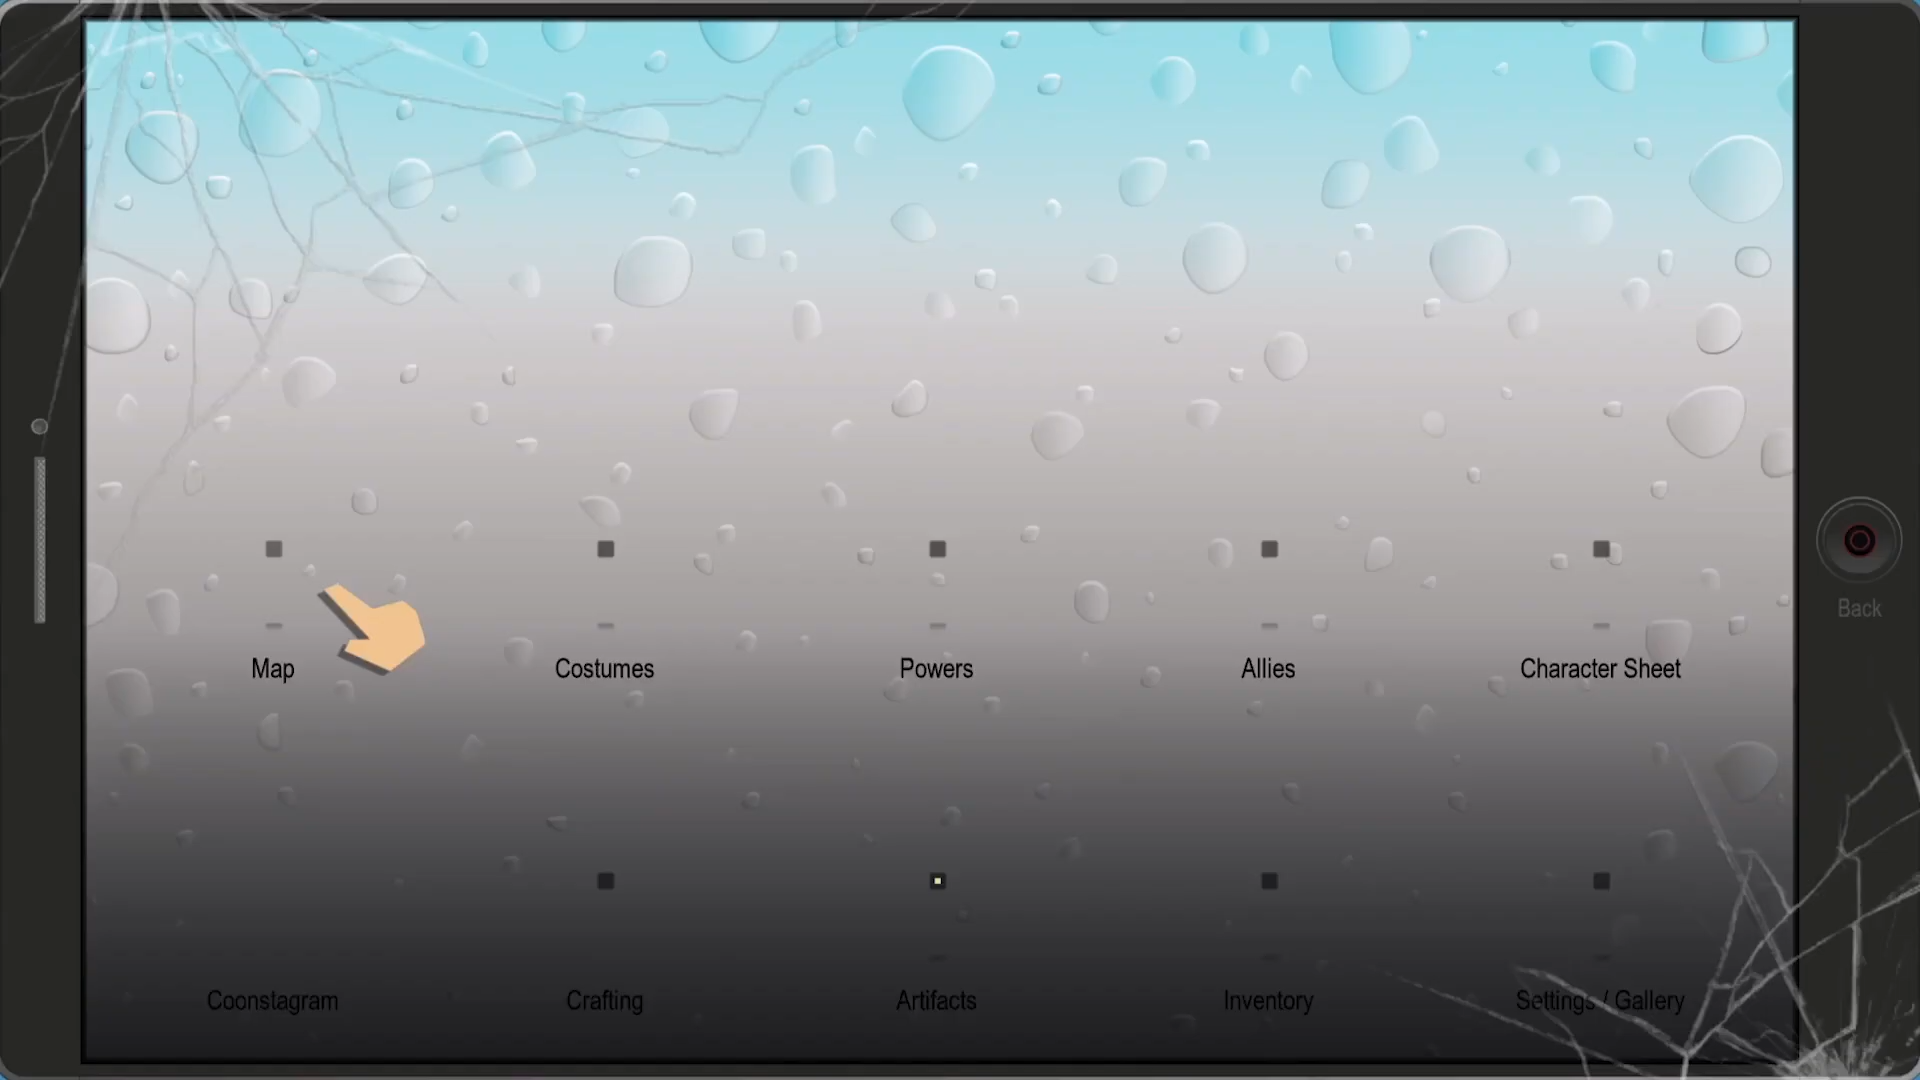 Map
Costumes
Powers
Allies
Character Sheet
Back
Coonstagram
Crafting
Artifacts
Inventory
Settings / Gallery